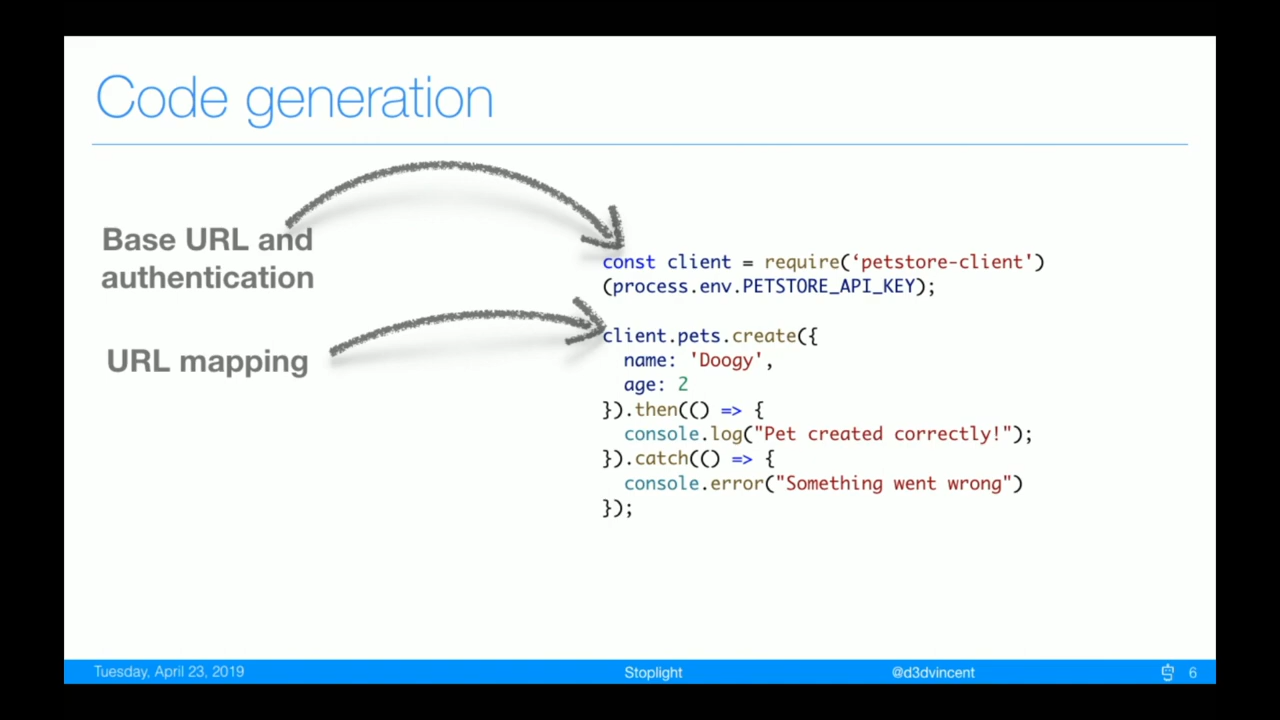 Code generation
Base URL and
authentication
URL mapping
const client = require(‘petstore-client')
(process.env.PETSTORE_API_KEY);
client.pets.create({
  name: 'Doogy',
  age: 2
}).then(() => {
  console.log("Pet created correctly!");
}).catch(() => {
  console.error("Something went wrong")
});
Tuesday, April 23, 2019
Stoplight
@d3dvincent
6